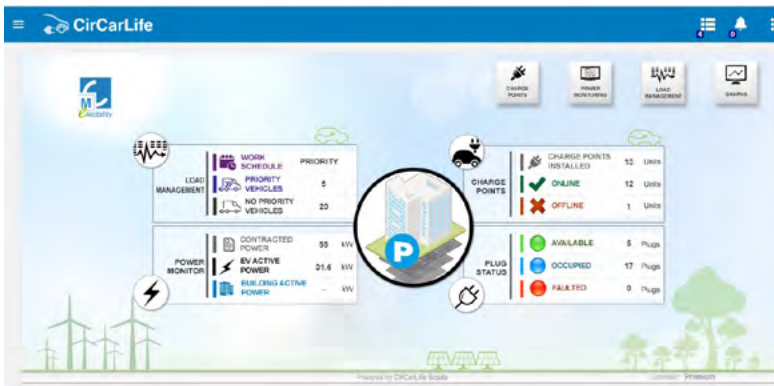 CirCarLife
4
0
CHARGE POINTS
POWER MONITORING
LOAD MANAGEMENT
GRAPHS
M
eMobility
LOAD MANAGEMENT
WORK SCHEDULE PRIORITY
PRIORITY VEHICLES
NO PRIORITY VEHICLES 20
CHARGE POINTS
CHARGE POINTS INSTALLED 13 Units
ONLINE 12 Units
OFFLINE 1 Units
P
POWER MONITOR
CONTRACTED POWER 55 kW
EV ACTIVE POWER 31.6 kW
BUILDING ACTIVE POWER - kW
PLUG STATUS
AVAILABLE 5 Plugs
OCCUPIED 17 Plugs
FAULTED 0 Plugs
Powered by CirCarLife Scada
License: Premium